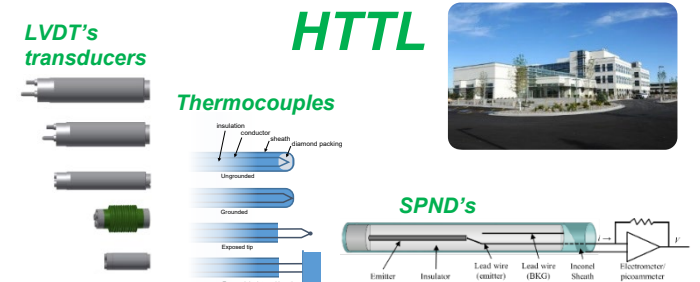 LVDT's
transducers
HTTL
Thermocouples
insulation
conductor
sheath
diamond packing
Ungrounded
Grounded
Exposed tip
SPND's
i →
V
Emitter
Insulator
Lead wire
(emitter)
Lead wire
(BKG)
Inconel
Sheath
Electrometer/
picoammeter